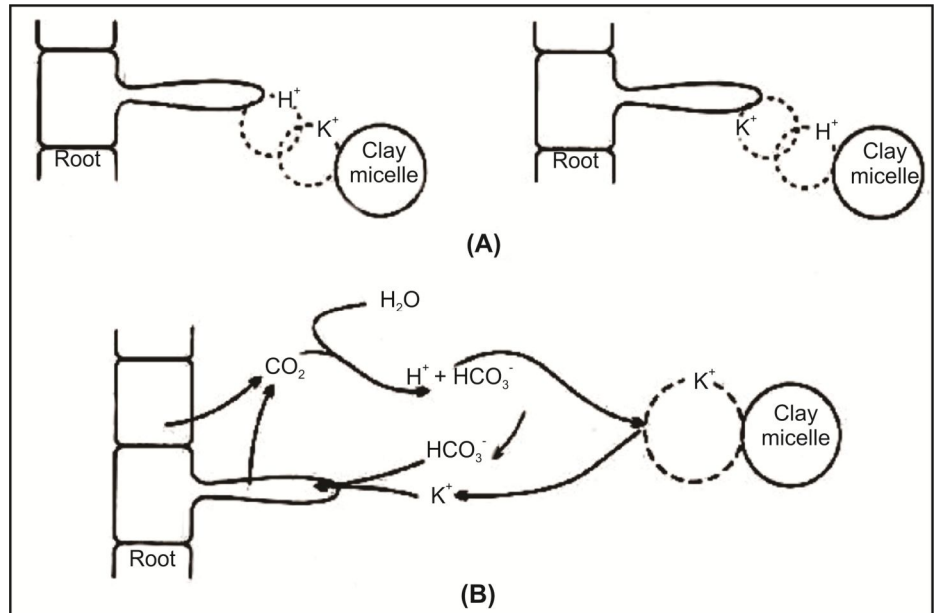 H⁺
K⁺
Root
Clay
micelle
K⁺
H⁺
Root
Clay
micelle
(A)
H₂O
CO₂
H⁺ + HCO₃⁻
K⁺
Clay
micelle
HCO₃⁻
K⁺
Root
(B)